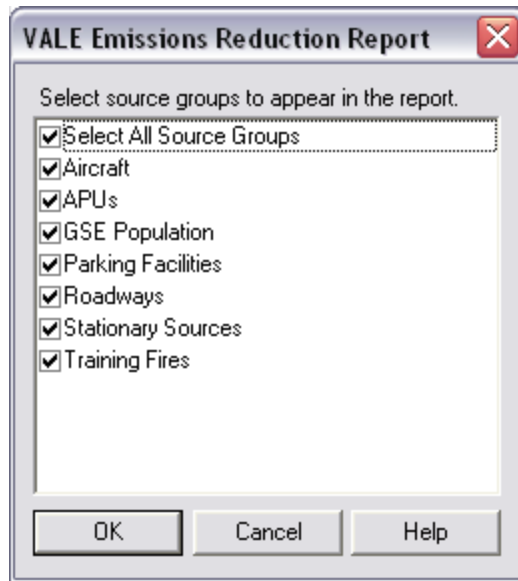 VALE Emissions Reduction Report
Select source groups to appear in the report.
Select All Source Groups
Aircraft
APUs
GSE Population
Parking Facilities
Roadways
Stationary Sources
Training Fires
OK Cancel Help